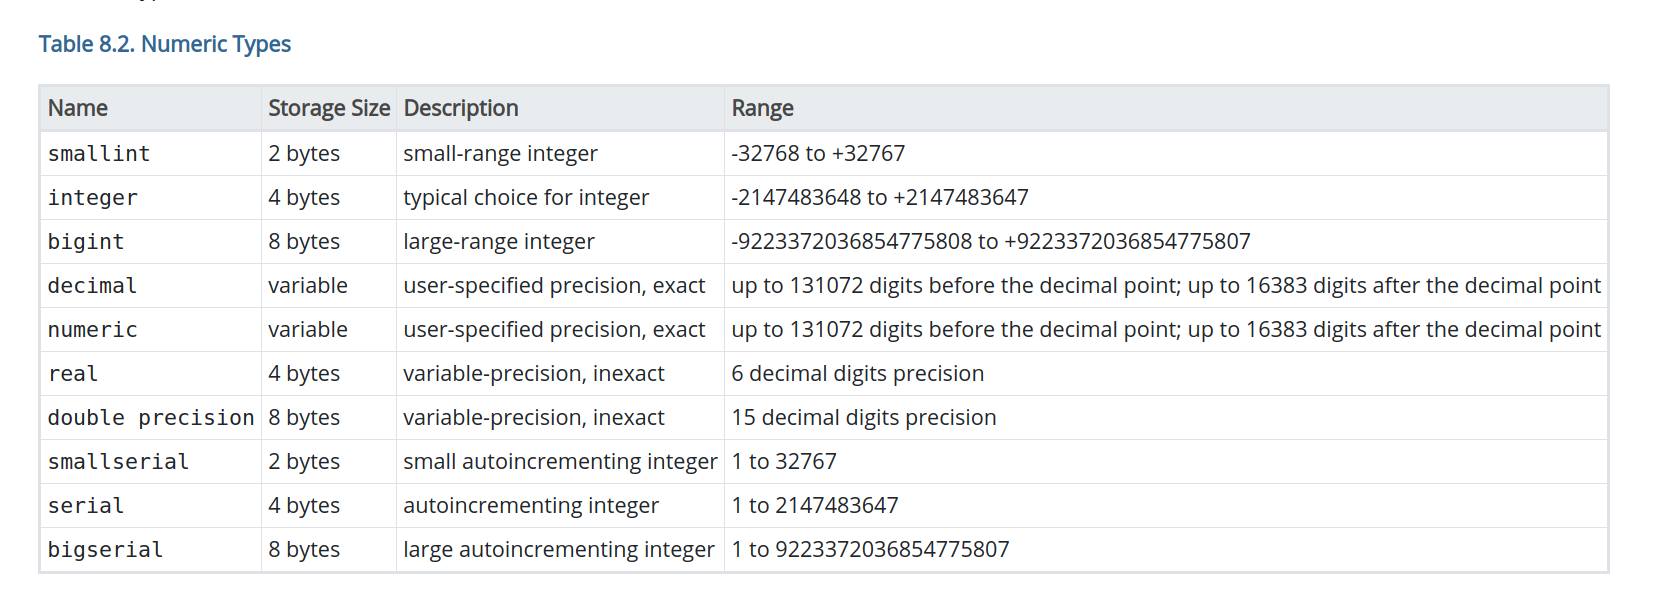 Table 8.2. Numeric Types
Name Storage Size Description Range
smallint 2 bytes small-range integer -32768 to +32767
integer 4 bytes typical choice for integer -2147483648 to +2147483647
bigint 8 bytes large-range integer -9223372036854775808 to +9223372036854775807
decimal variable user-specified precision, exact up to 131072 digits before the decimal point; up to 16383 digits after the decimal point
numeric variable user-specified precision, exact up to 131072 digits before the decimal point; up to 16383 digits after the decimal point
real 4 bytes variable-precision, inexact 6 decimal digits precision
double precision 8 bytes variable-precision, inexact 15 decimal digits precision
smallserial 2 bytes small autoincrementing integer 1 to 32767
serial 4 bytes autoincrementing integer 1 to 2147483647
bigserial 8 bytes large autoincrementing integer 1 to 9223372036854775807